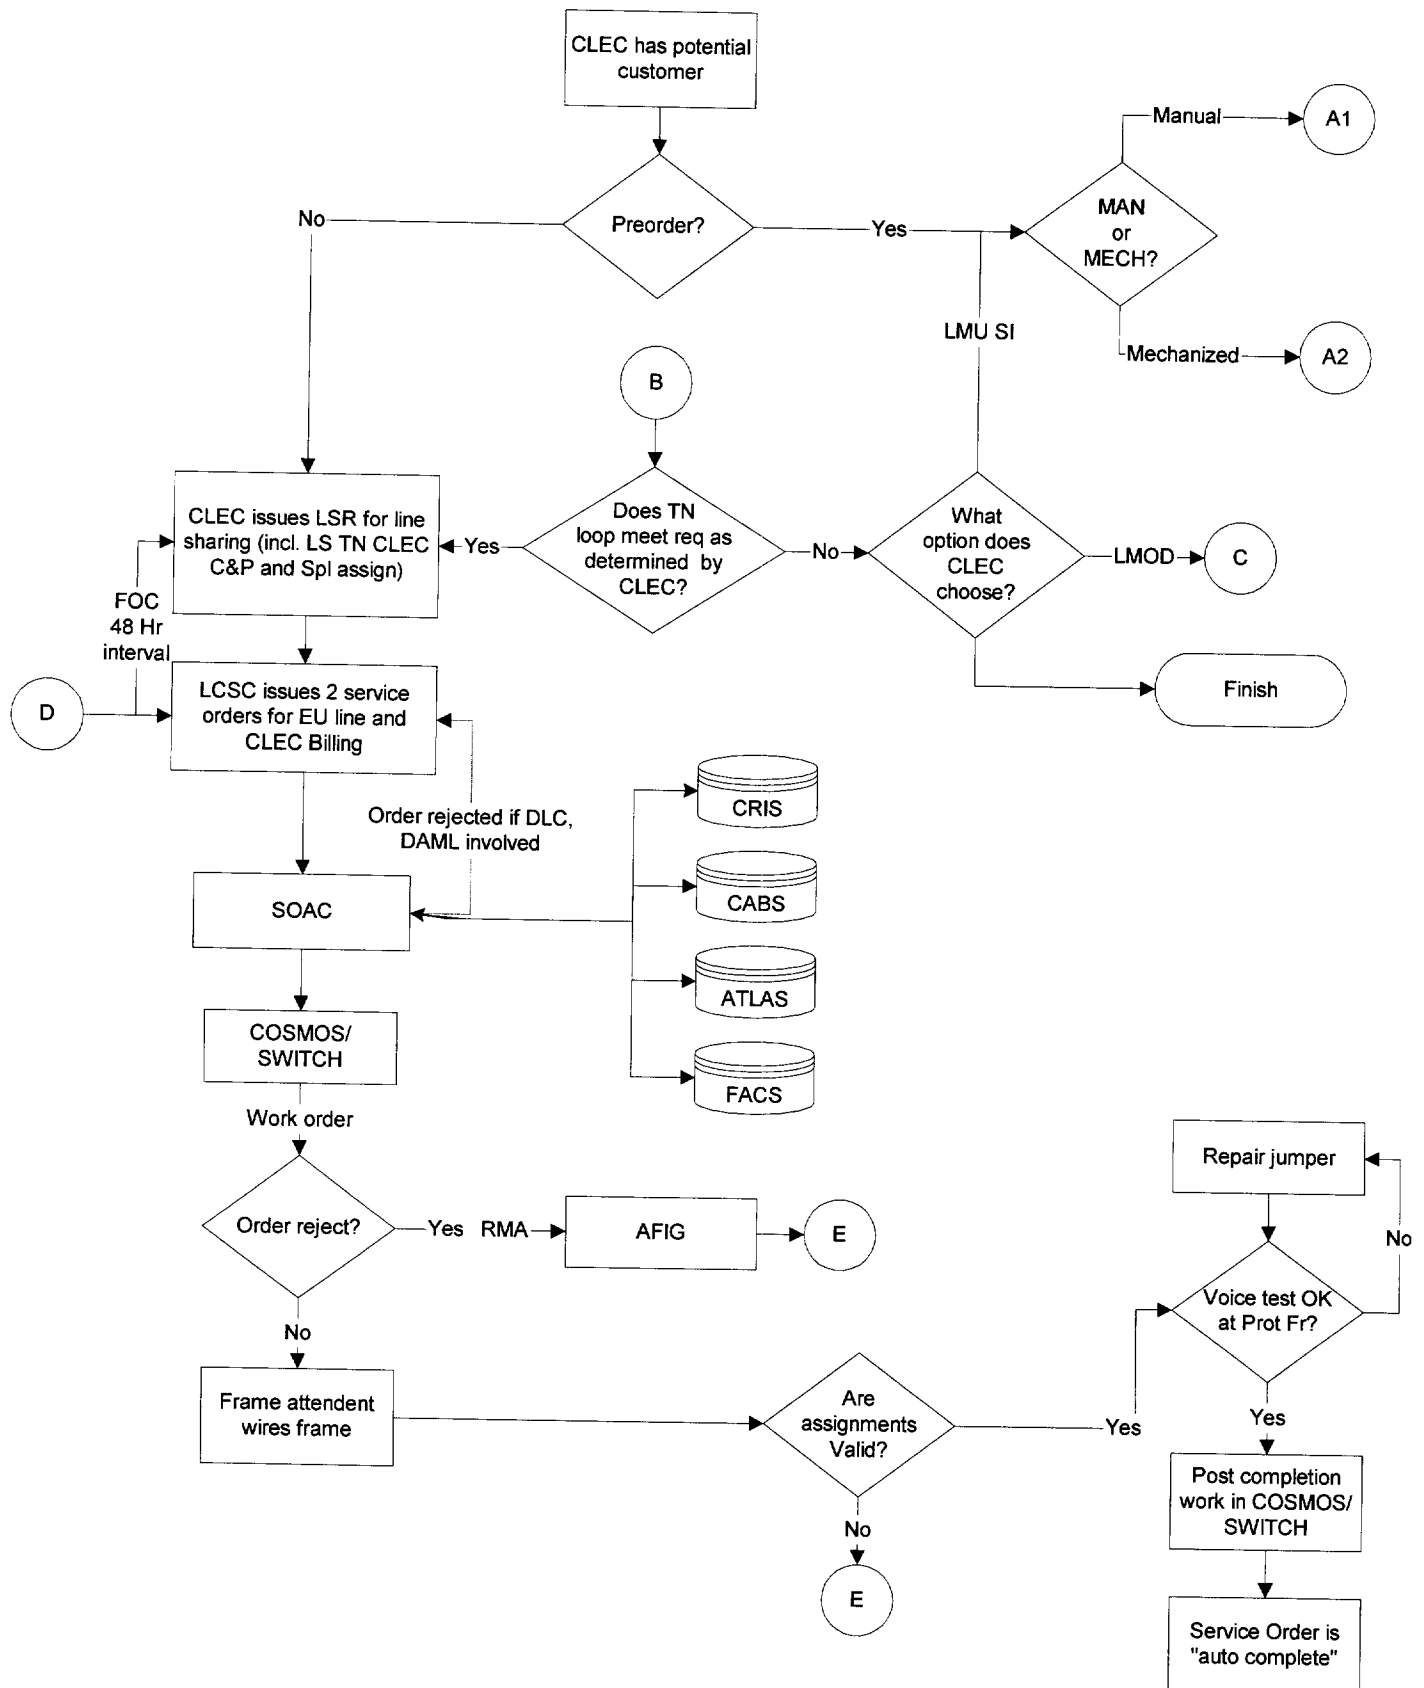 CLEC has potential
customer
Manual
A1
No
Preorder?
Yes
MAN
or
MECH?
LMU SI
Mechanized
A2
B
CLEC issues LSR for line
sharing (incl. LS TN CLEC
C&P and Spl assign)
Yes
Does TN
loop meet req as
determined by
CLEC?
No
What
option does
CLEC
choose?
LMOD
C
FOC
48 Hr
interval
D
LCSC issues 2 service
orders for EU line and
CLEC Billing
Finish
Order rejected if DLC,
DAML involved
CRIS
CABS
SOAC
ATLAS
COSMOS/
SWITCH
FACS
Work order
Repair jumper
Order reject?
Yes
RMA
AFIG
E
No
Voice test OK
at Prot Fr?
No
Frame attendent
wires frame
Are
assignments
Valid?
Yes
Yes
Post completion
work in COSMOS/
SWITCH
No
E
Service Order is
"auto complete"